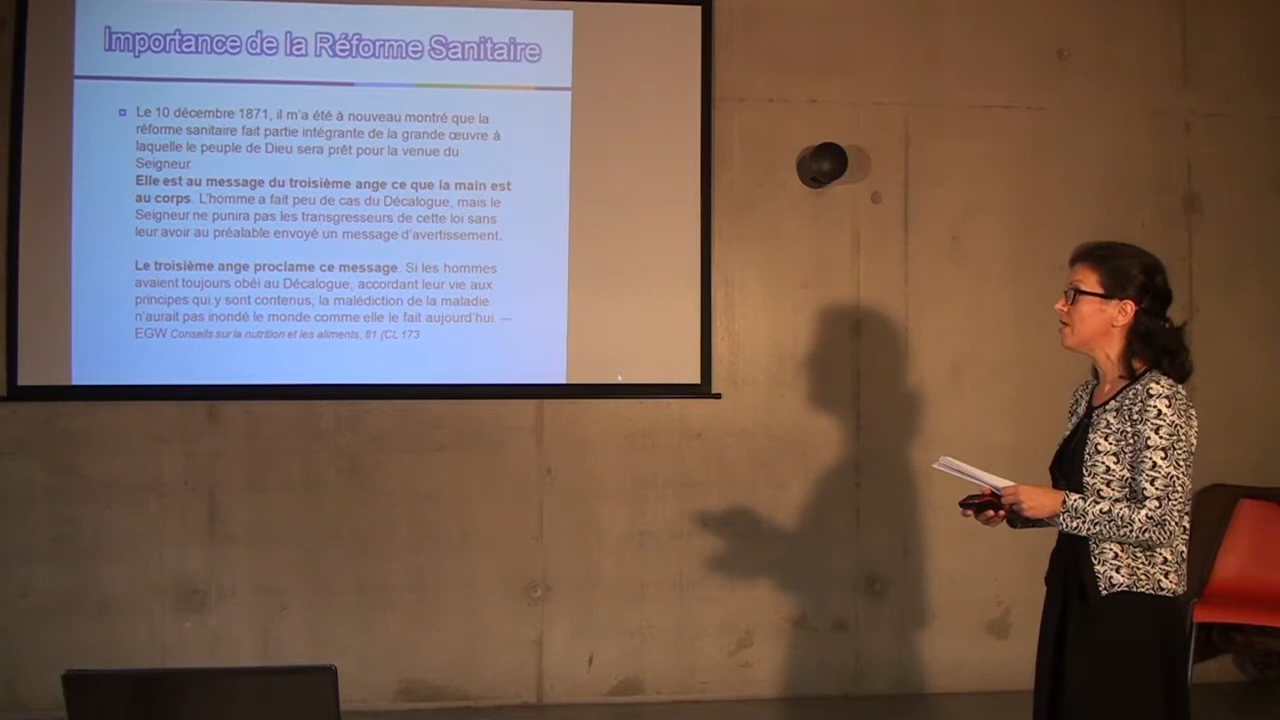 Importance de la Réforme Sanitaire
Le 10 décembre 1871, il m'a été à nouveau montré que la
réforme sanitaire fait partie intégrante de la grande œuvre à
laquelle le peuple de Dieu sera prêt pour la venue du
Seigneur.
Elle est au message du troisième ange ce que la main est
au corps. L'homme a fait peu de cas du Décalogue, mais le
Seigneur ne punira pas les transgresseurs de cette loi sans
leur avoir au préalable envoyé un message d'avertissement.
Le troisième ange proclame ce message. Si les hommes
avaient toujours obéi au Décalogue, accordant leur vie aux
principes qui y sont contenus, la malédiction de la maladie
n'aurait pas inondé le monde comme elle le fait aujourd'hui. —
EGW Conseils sur la nutrition et les aliments, 81 {CL 173